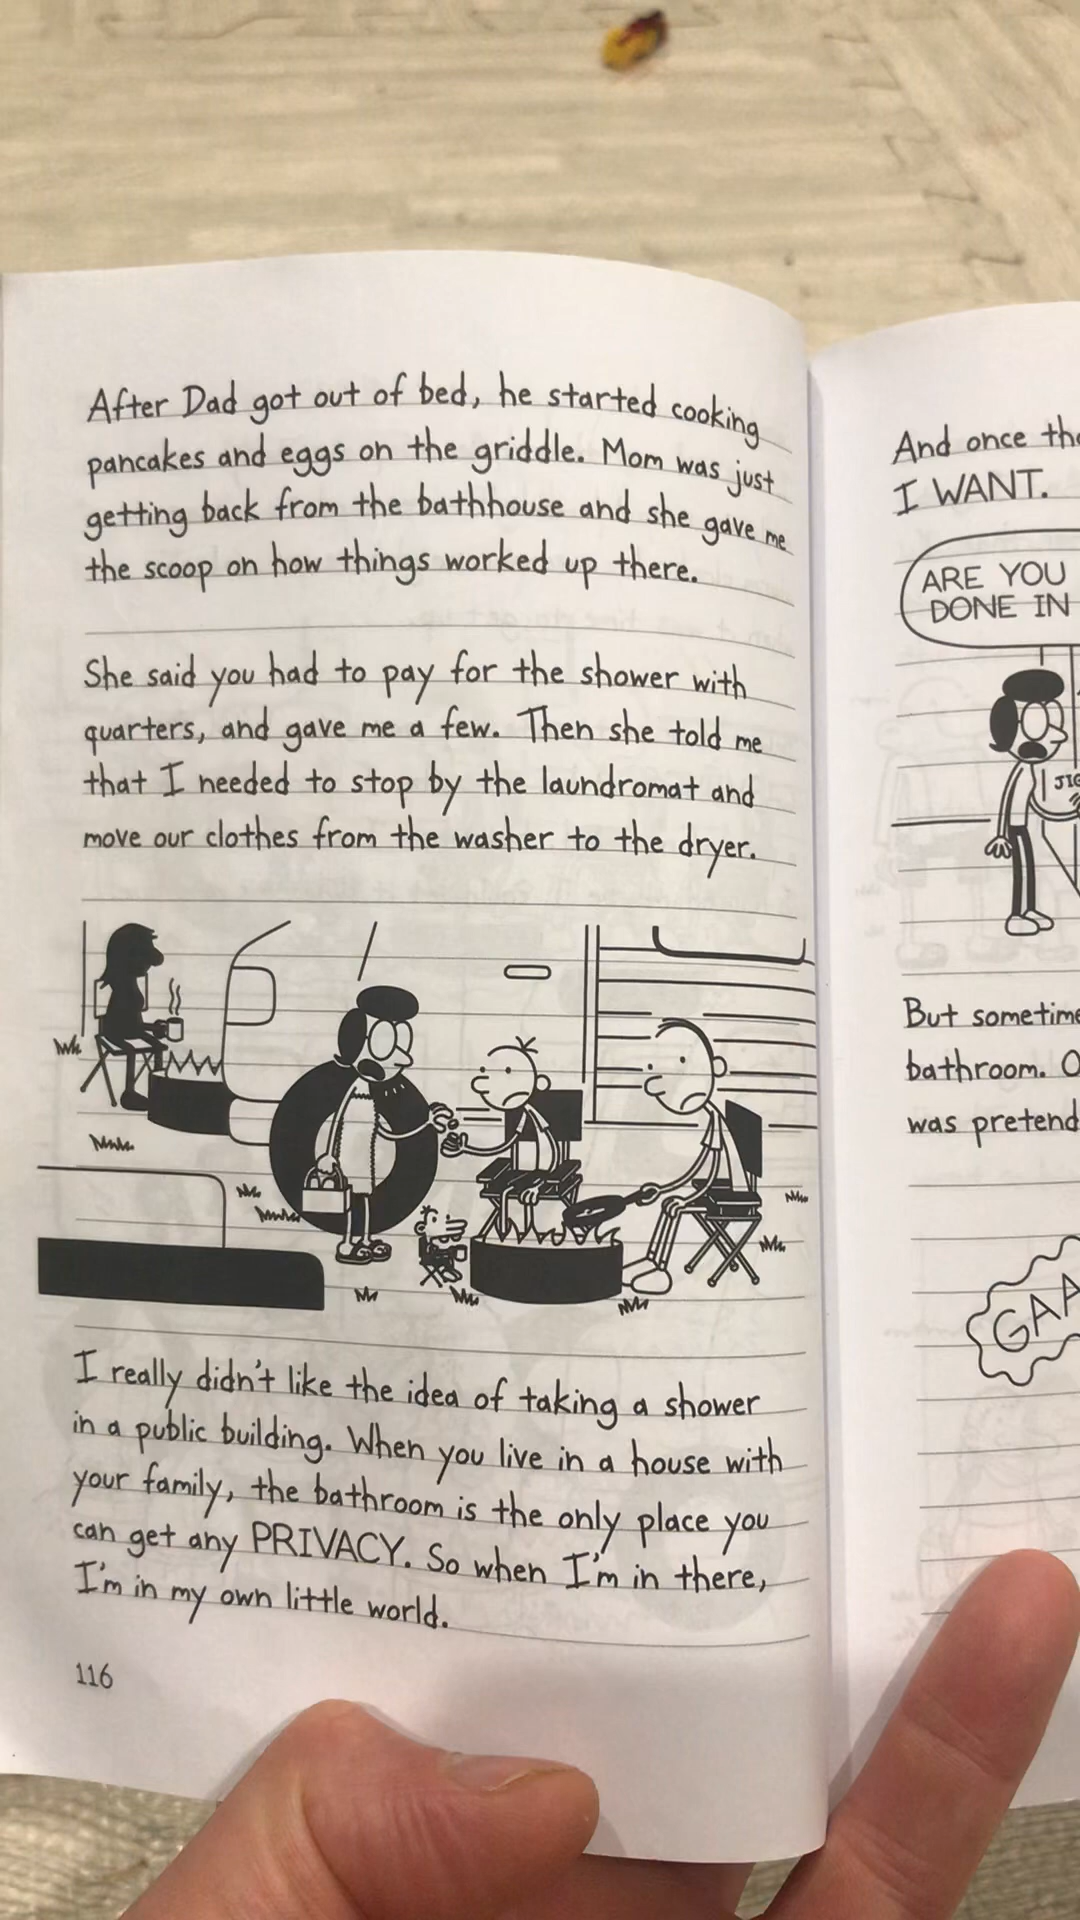 After Dad got out of bed, he started cooking
pancakes and eggs on the griddle. Mom was just
getting back from the bathhouse and she gave me
the scoop on how things worked up there.
She said you had to pay for the shower with
quarters, and gave me a few. Then she told me
that I needed to stop by the laundromat and
move our clothes from the washer to the dryer.
I really didn't like the idea of taking a shower
in a public building. When you live in a house with
your family, the bathroom is the only place you
can get any PRIVACY. So when I'm in there,
I'm in my own little world.
116
And once
I WANT.
ARE YOU
DONE IN
But
bathroom.
was